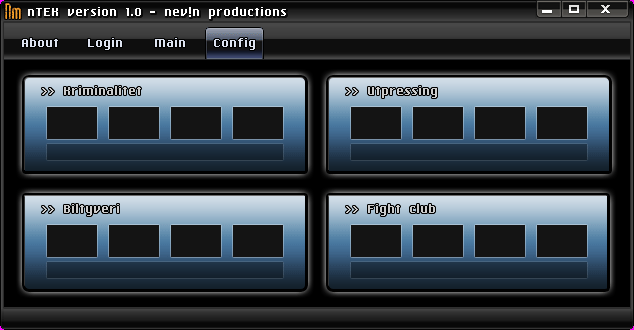 nTEK version 1.0 - nev!n productions
About Login Main Config
>> Kriminalitet
>> Utpressing
>> Biltyveri
>> Fight club